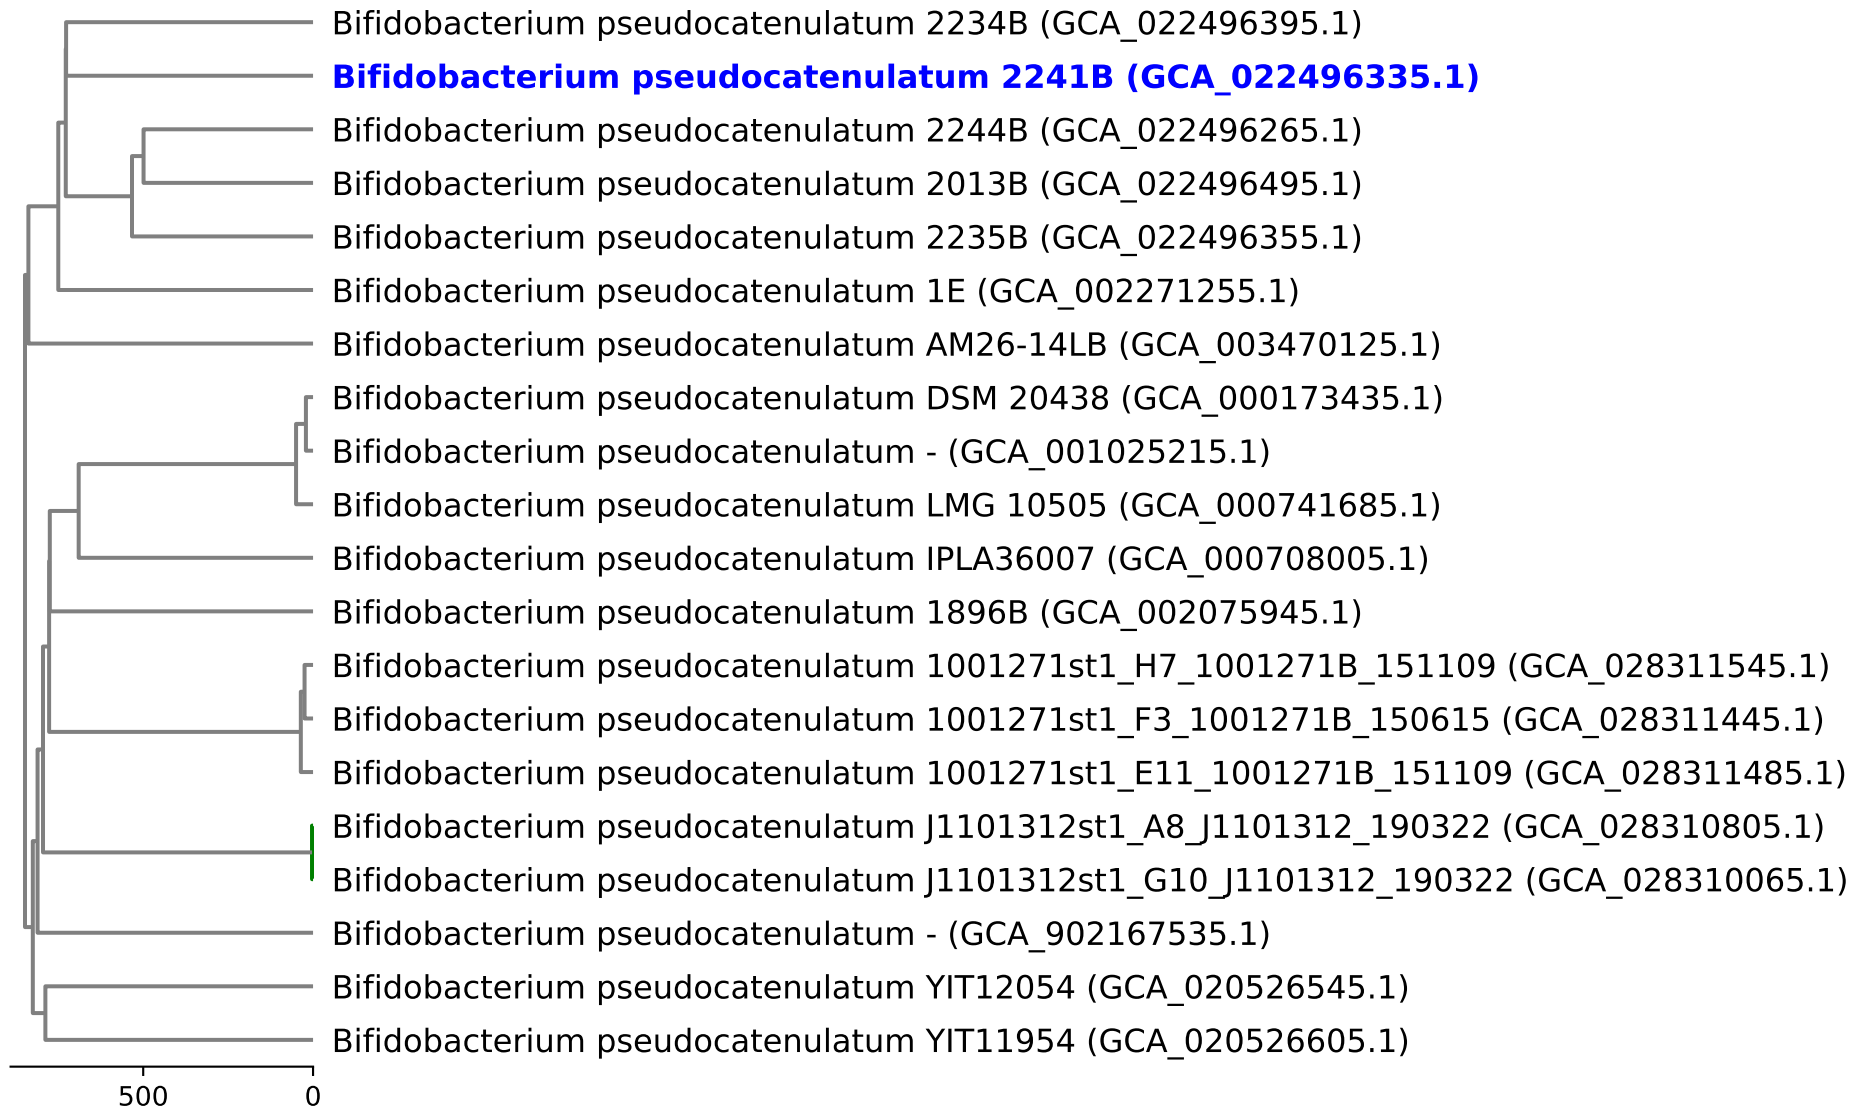 Bifidobacterium pseudocatenulatum 2234B (GCA_022496395.1)
Bifidobacterium pseudocatenulatum 2241B (GCA_022496335.1)
Bifidobacterium pseudocatenulatum 2244B (GCA_022496265.1)
Bifidobacterium pseudocatenulatum 2013B (GCA_022496495.1)
Bifidobacterium pseudocatenulatum 2235B (GCA_022496355.1)
Bifidobacterium pseudocatenulatum 1E (GCA_002271255.1)
Bifidobacterium pseudocatenulatum AM26-14LB (GCA_003470125.1)
Bifidobacterium pseudocatenulatum DSM 20438 (GCA_000173435.1)
Bifidobacterium pseudocatenulatum - (GCA_001025215.1)
Bifidobacterium pseudocatenulatum LMG 10505 (GCA_000741685.1)
Bifidobacterium pseudocatenulatum IPLA36007 (GCA_000708005.1)
Bifidobacterium pseudocatenulatum 1896B (GCA_002075945.1)
Bifidobacterium pseudocatenulatum 1001271st1_H7_1001271B_151109 (GCA_028311545.1)
Bifidobacterium pseudocatenulatum 1001271st1_F3_1001271B_150615 (GCA_028311445.1)
Bifidobacterium pseudocatenulatum 1001271st1_E11_1001271B_151109 (GCA_028311485.1)
Bifidobacterium pseudocatenulatum J1101312st1_A8_J1101312_190322 (GCA_028310805.1)
Bifidobacterium pseudocatenulatum J1101312st1_G10_J1101312_190322 (GCA_028310065.1)
Bifidobacterium pseudocatenulatum - (GCA_902167535.1)
Bifidobacterium pseudocatenulatum YIT12054 (GCA_020526545.1)
Bifidobacterium pseudocatenulatum YIT11954 (GCA_020526605.1)
500 0